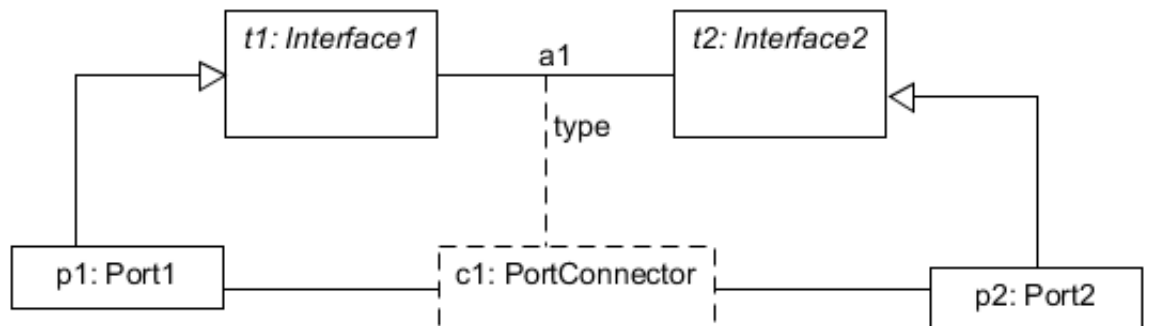 t1: Interface1
a1
t2: Interface2
type
p1: Port1
c1: PortConnector
p2: Port2